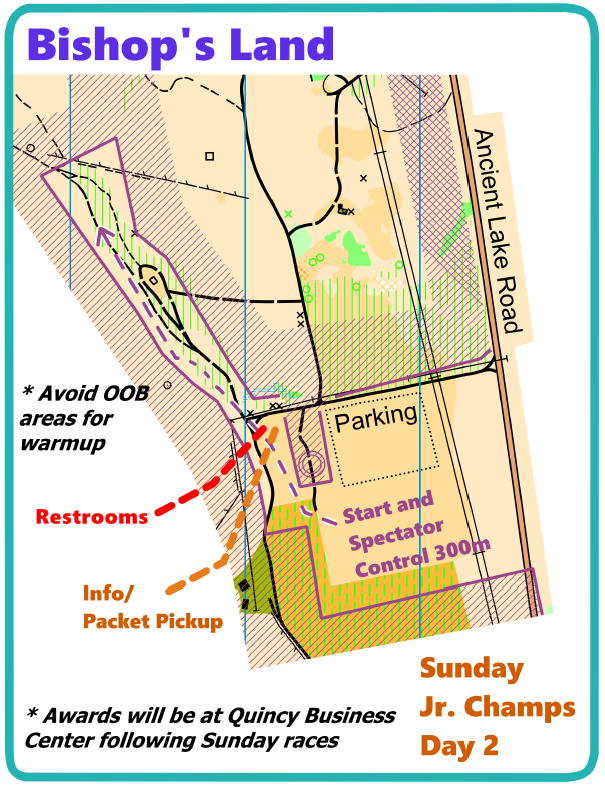 Bishop's Land
Ancient Lake Road
* Avoid OOB
areas for
warmup
Parking
Restrooms
Start and
Spectator
Control 300m
Info/
Packet Pickup
Sunday
Jr. Champs
Day 2
* Awards will be at Quincy Business
Center following Sunday races